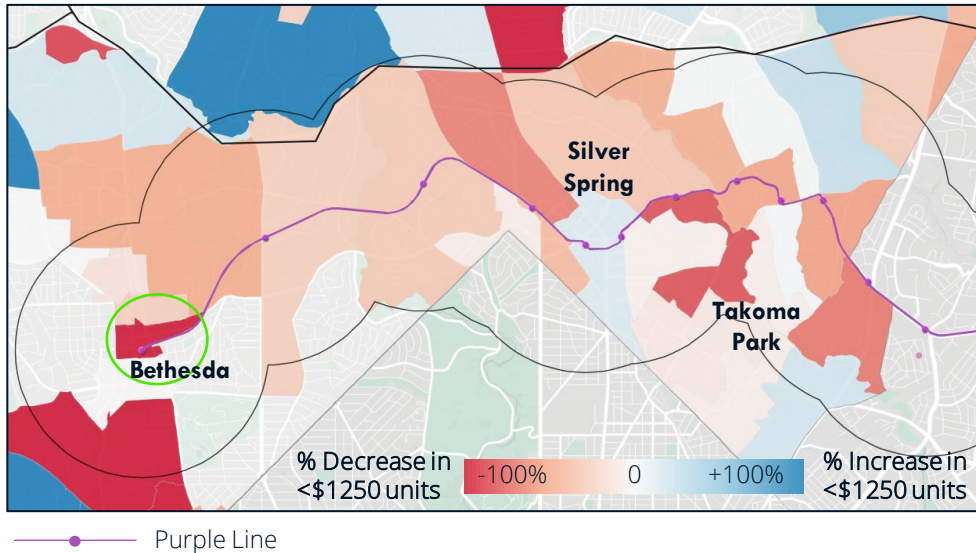 Silver
Spring
Takoma
Park
Bethesda
% Decrease in
<$1250 units
-100%
0
+100%
% Increase in
<$1250 units
Purple Line